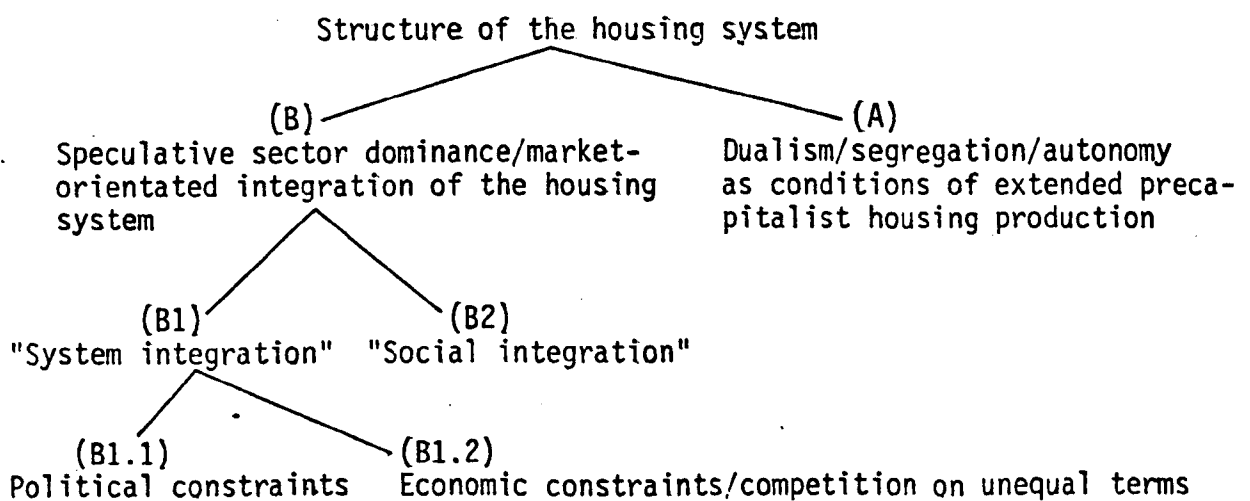 Structure of the housing system
(B)
Speculative sector dominance/market-
orientated integration of the housing
system
(A)
Dualism/segregation/autonomy
as conditions of extended preca-
pitalist housing production
(B1)
"System integration"
(B2)
"Social integration"
(B1.1)
Political constraints
(B1.2)
Economic constraints/competition on unequal terms